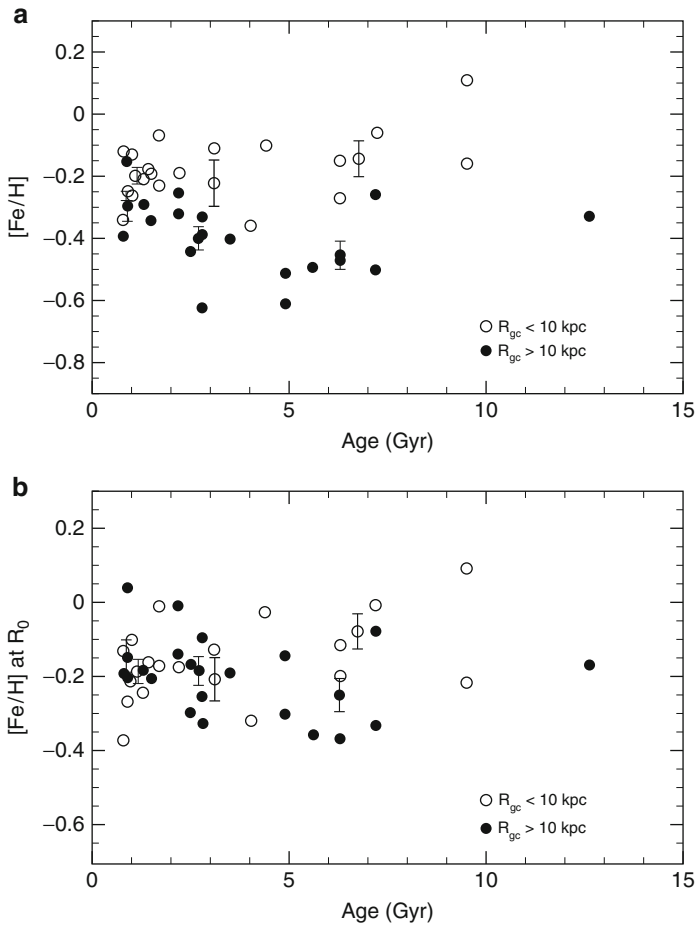 a
0.2
0
−0.2
−0.4
−0.6
−0.8
[Fe/H]
R_gc < 10 kpc
R_gc > 10 kpc
0 5 10 15
Age (Gyr)
b
0.2
0
−0.2
−0.4
−0.6
[Fe/H] at R_0
R_gc < 10 kpc
R_gc > 10 kpc
0 5 10 15
Age (Gyr)